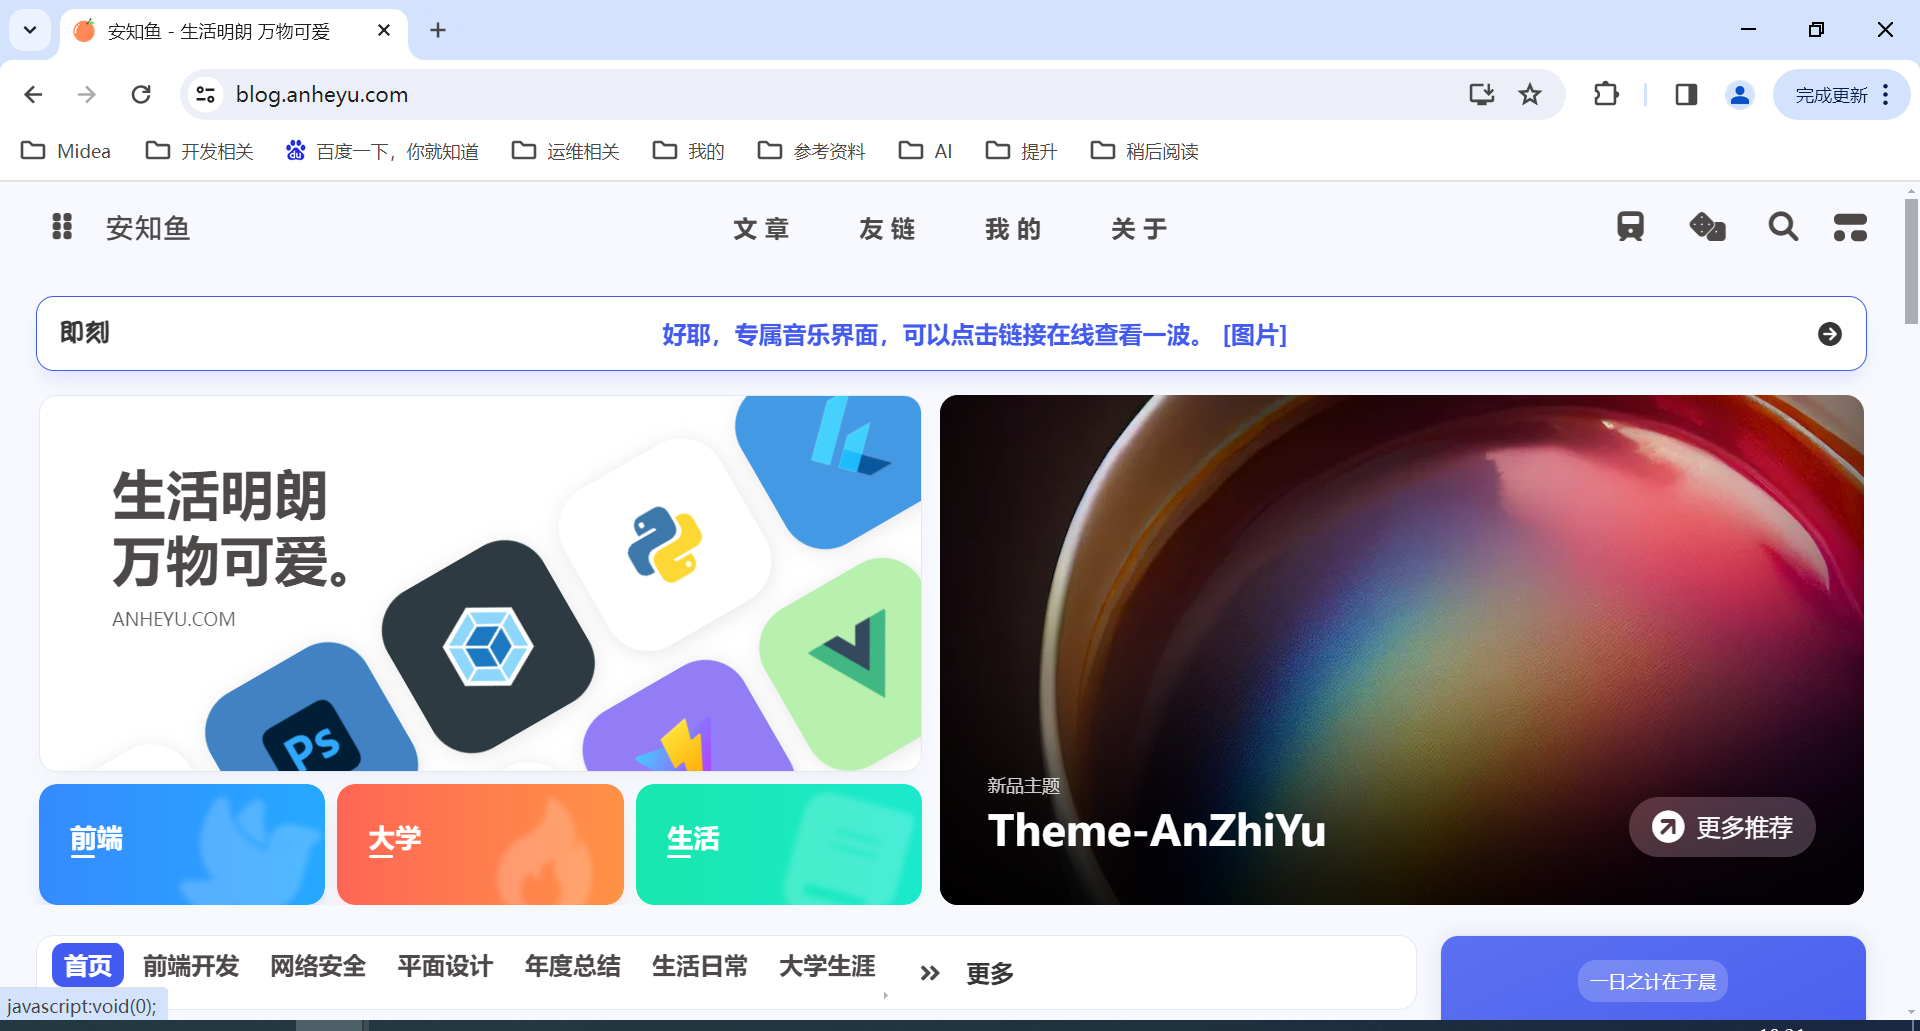 安知鱼 - 生活明朗 万物可爱
blog.anheyu.com
完成更新
Midea
开发相关
百度一下，你就知道
运维相关
我的
参考资料
AI
提升
稍后阅读
安知鱼
文章
友链
我的
关于
即刻
好耶，专属音乐界面，可以点击链接在线查看一波。 [图片]
生活明朗
万物可爱。
ANHEYU.COM
Ps
新品主题
Theme-AnZhiYu
更多推荐
前端
大学
生活
首页
前端开发
网络安全
平面设计
年度总结
生活日常
大学生涯
更多
一日之计在于晨
javascript:void(0);